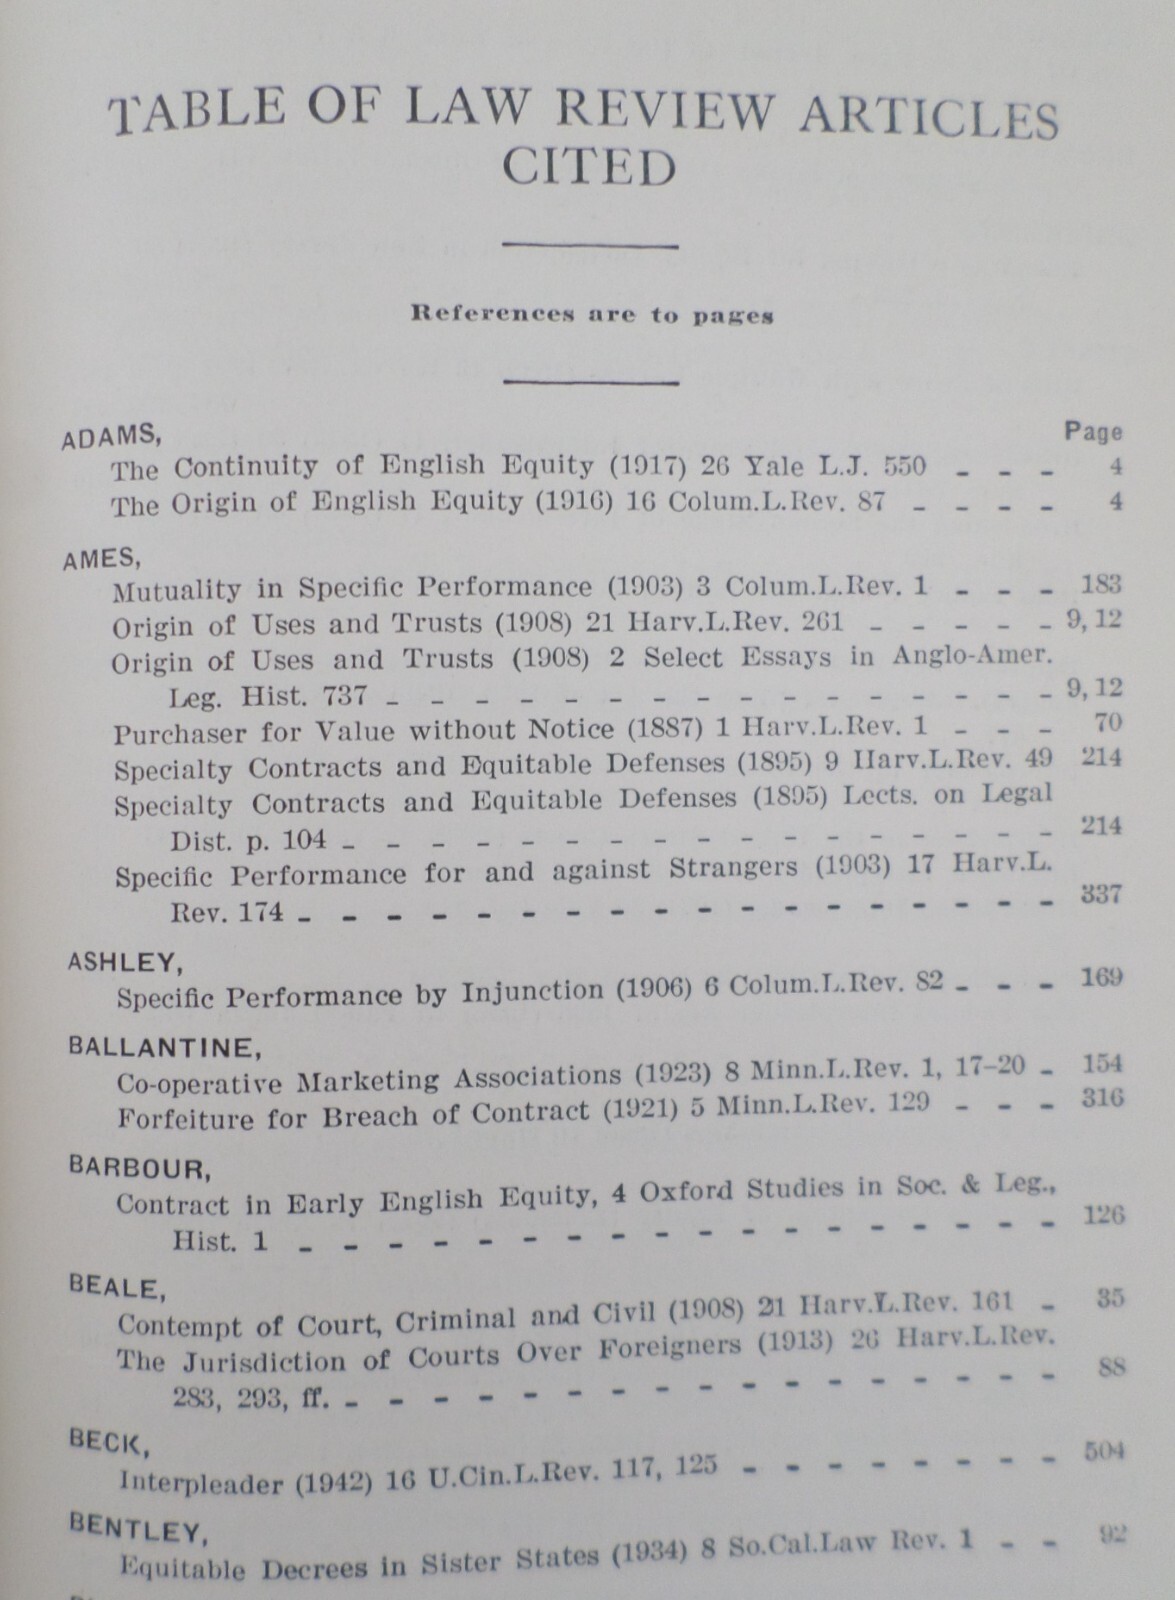 TABLE OF LAW REVIEW ARTICLES
CITED
References are to pages
ADAMS,
Page
The Continuity of English Equity (1917) 26 Yale L.J. 550 - - - 4
The Origin of English Equity (1916) 16 Colum.L.Rev. 87 - - - - 4
AMES,
Mutuality in Specific Performance (1903) 3 Colum.L.Rev. 1 - - - 183
Origin of Uses and Trusts (1908) 21 Harv.L.Rev. 261 - - - - - 9, 12
Origin of Uses and Trusts (1908) 2 Select Essays in Anglo-Amer.
Leg. Hist. 737 - - - - - - - - - - - - - - - - 9, 12
Purchaser for Value without Notice (1887) 1 Harv.L.Rev. 1 - - - 70
Specialty Contracts and Equitable Defenses (1895) 9 Harv.L.Rev. 49 214
Specialty Contracts and Equitable Defenses (1895) Lects. on Legal
Dist. p. 104 - - - - - - - - - - - - - - - - - 214
Specific Performance for and against Strangers (1903) 17 Harv.L.
Rev. 174 - - - - - - - - - - - - - - - - - - 337
ASHLEY,
Specific Performance by Injunction (1906) 6 Colum.L.Rev. 82 - - - 169
BALLANTINE,
Co-operative Marketing Associations (1923) 8 Minn.L.Rev. 1, 17–20 - 154
Forfeiture for Breach of Contract (1921) 5 Minn.L.Rev. 129 - - - 316
BARBOUR,
Contract in Early English Equity, 4 Oxford Studies in Soc. & Leg.,
Hist. 1 - - - - - - - - - - - - - - - - - - 126
BEALE,
Contempt of Court, Criminal and Civil (1908) 21 Harv.L.Rev. 161 - 35
The Jurisdiction of Courts Over Foreigners (1913) 26 Harv.L.Rev.
283, 293, ff. - - - - - - - - - - - - - - - - - 88
BECK,
Interpleader (1942) 16 U.Cin.L.Rev. 117, 125 - - - - - - - - 504
BENTLEY,
Equitable Decrees in Sister States (1934) 8 So.Cal.Law Rev. 1 - - 92